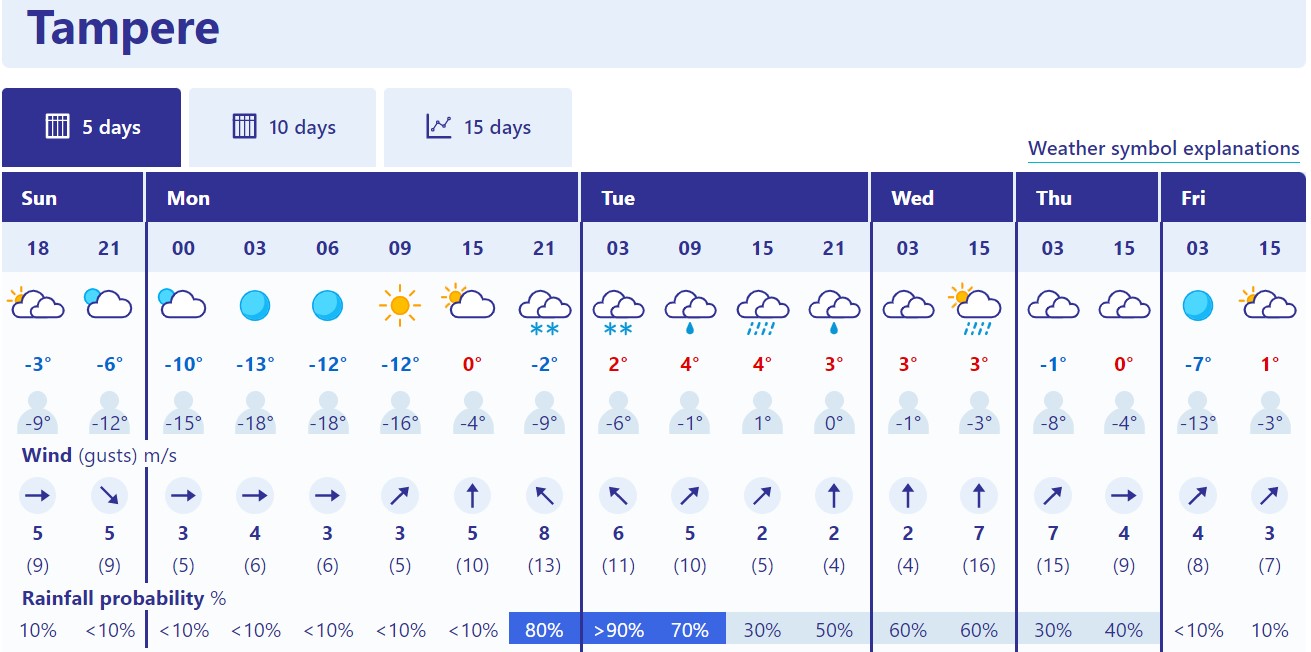 Tampere
5 days 10 days 15 days
Weather symbol explanations
Sun Mon Tue Wed Thu Fri
18 21 00 03 06 09 15 21 03 09 15 21 03 15 03 15 03 15
-3° -6° -10° -13° -12° -12° 0° -2° 2° 4° 4° 3° 3° 3° -1° 0° -7° 1°
-9° -12° -15° -18° -18° -16° -4° -9° -6° -1° 1° 0° -1° -3° -8° -4° -13° -3°
Wind (gusts) m/s
5 5 3 4 3 3 5 8 6 5 2 2 2 7 7 4 4 3
(9) (9) (5) (6) (6) (5) (10) (13) (11) (10) (5) (4) (4) (16) (15) (9) (8) (7)
Rainfall probability %
10% <10% <10% <10% <10% <10% <10% 80% >90% 70% 30% 50% 60% 60% 30% 40% <10% 10%